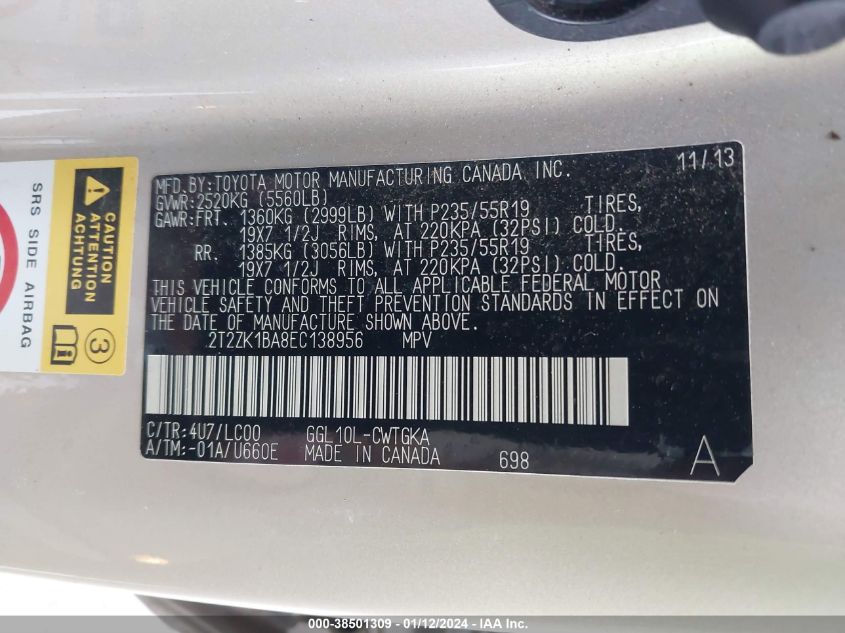 MFD.BY:TOYOTA MOTOR MANUFACTURING CANADA INC. 11/13
GVWR:2520KG (5560LB)
GAWR:FRT. 1360KG (2999LB) WITH P235/55R19 TIRES,
19X7 1/2J RIMS, AT 220KPA (32PSI) COLD.
RR. 1385KG (3056LB) WITH P235/55R19 TIRES,
19X7 1/2J RIMS, AT 220KPA (32PSI) COLD.
THIS VEHICLE CONFORMS TO ALL APPLICABLE FEDERAL MOTOR
VEHICLE SAFETY AND THEFT PREVENTION STANDARDS IN EFFECT ON
THE DATE OF MANUFACTURE SHOWN ABOVE.
2T2ZK1BA8EC138956 MPV
C/TR:4U7/LC00 GGL10L-CWTGKA
A/TM:-01A/U660E MADE IN CANADA 698 A
CAUTION
ATTENTION
ACHTUNG
3
SRS SIDE AIRBAG
000-38501309 - 01/12/2024 - IAA Inc.